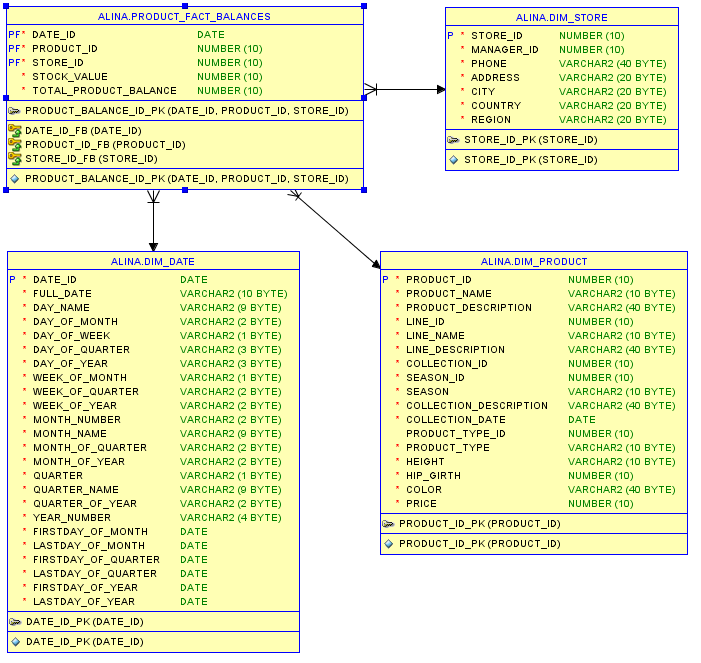 ALINA.PRODUCT_FACT_BALANCES
PF* DATE_ID DATE
PF* PRODUCT_ID NUMBER (10)
PF* STORE_ID NUMBER (10)
* STOCK_VALUE NUMBER (10)
* TOTAL_PRODUCT_BALANCE NUMBER (10)
PRODUCT_BALANCE_ID_PK (DATE_ID, PRODUCT_ID, STORE_ID)
DATE_ID_FB (DATE_ID)
PRODUCT_ID_FB (PRODUCT_ID)
STORE_ID_FB (STORE_ID)
PRODUCT_BALANCE_ID_PK (DATE_ID, PRODUCT_ID, STORE_ID)
ALINA.DIM_STORE
P * STORE_ID NUMBER (10)
* MANAGER_ID NUMBER (10)
* PHONE VARCHAR2 (40 BYTE)
* ADDRESS VARCHAR2 (20 BYTE)
* CITY VARCHAR2 (20 BYTE)
* COUNTRY VARCHAR2 (20 BYTE)
* REGION VARCHAR2 (20 BYTE)
STORE_ID_PK (STORE_ID)
STORE_ID_PK (STORE_ID)
ALINA.DIM_DATE
P * DATE_ID DATE
* FULL_DATE VARCHAR2 (10 BYTE)
* DAY_NAME VARCHAR2 (9 BYTE)
* DAY_OF_MONTH VARCHAR2 (2 BYTE)
* DAY_OF_WEEK VARCHAR2 (1 BYTE)
* DAY_OF_QUARTER VARCHAR2 (3 BYTE)
* DAY_OF_YEAR VARCHAR2 (3 BYTE)
* WEEK_OF_MONTH VARCHAR2 (1 BYTE)
* WEEK_OF_QUARTER VARCHAR2 (2 BYTE)
* WEEK_OF_YEAR VARCHAR2 (2 BYTE)
* MONTH_NUMBER VARCHAR2 (2 BYTE)
* MONTH_NAME VARCHAR2 (9 BYTE)
* MONTH_OF_QUARTER VARCHAR2 (2 BYTE)
* MONTH_OF_YEAR VARCHAR2 (2 BYTE)
* QUARTER VARCHAR2 (1 BYTE)
* QUARTER_NAME VARCHAR2 (9 BYTE)
* QUARTER_OF_YEAR VARCHAR2 (2 BYTE)
* YEAR_NUMBER VARCHAR2 (4 BYTE)
* FIRSTDAY_OF_MONTH DATE
* LASTDAY_OF_MONTH DATE
* FIRSTDAY_OF_QUARTER DATE
* LASTDAY_OF_QUARTER DATE
* FIRSTDAY_OF_YEAR DATE
* LASTDAY_OF_YEAR DATE
DATE_ID_PK (DATE_ID)
DATE_ID_PK (DATE_ID)
ALINA.DIM_PRODUCT
P * PRODUCT_ID NUMBER (10)
* PRODUCT_NAME VARCHAR2 (10 BYTE)
* PRODUCT_DESCRIPTION VARCHAR2 (40 BYTE)
* LINE_ID NUMBER (10)
* LINE_NAME VARCHAR2 (10 BYTE)
* LINE_DESCRIPTION VARCHAR2 (40 BYTE)
* COLLECTION_ID NUMBER (10)
* SEASON_ID NUMBER (10)
* SEASON VARCHAR2 (10 BYTE)
* COLLECTION_DESCRIPTION VARCHAR2 (40 BYTE)
* COLLECTION_DATE DATE
PRODUCT_TYPE_ID NUMBER (10)
* PRODUCT_TYPE VARCHAR2 (10 BYTE)
* HEIGHT VARCHAR2 (10 BYTE)
* HIP_GIRTH NUMBER (10)
* COLOR VARCHAR2 (40 BYTE)
* PRICE NUMBER (10)
PRODUCT_ID_PK (PRODUCT_ID)
PRODUCT_ID_PK (PRODUCT_ID)